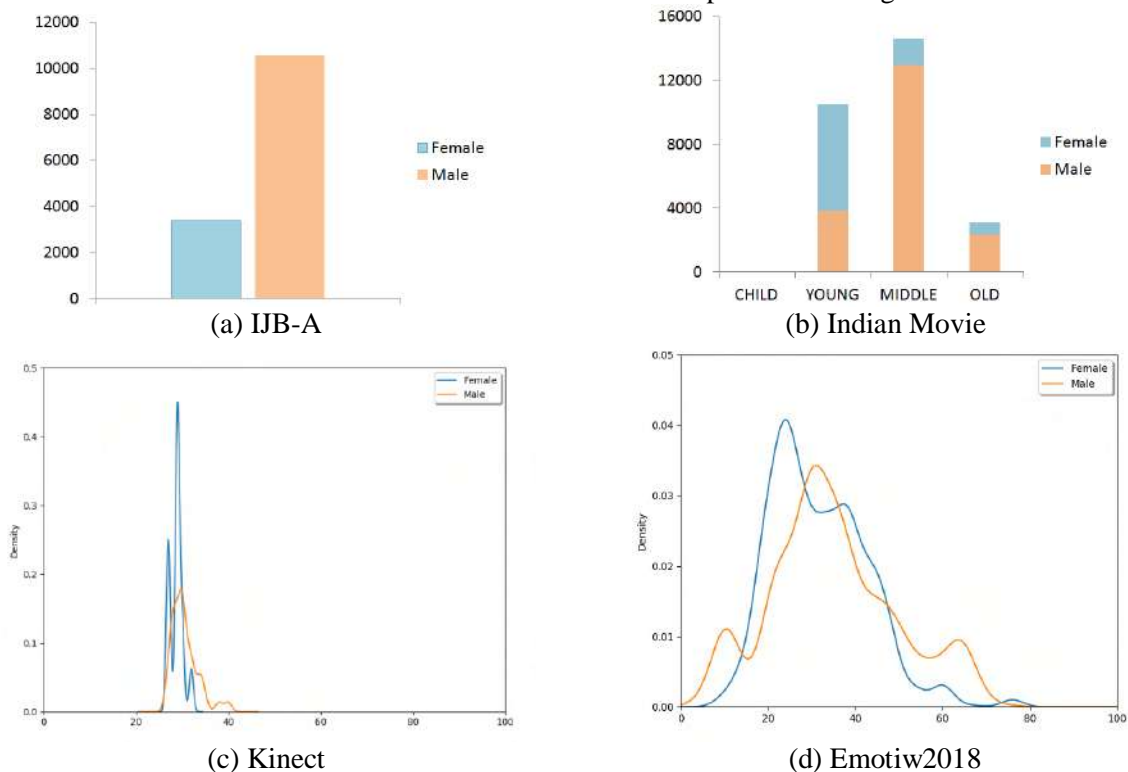 12000
10000
8000
6000
4000
2000
0
Female
Male
(a) IJB-A
16000
12000
8000
4000
0
CHILD YOUNG MIDDLE OLD
Female
Male
(b) Indian Movie
0.5
0.4
0.3
0.2
0.1
0.0
Density
0 20 40 60 80 100
Female
Male
(c) Kinect
0.05
0.04
0.03
0.02
0.01
0.00
Density
0 20 40 60 80 100
Female
Male
(d) Emotiw2018